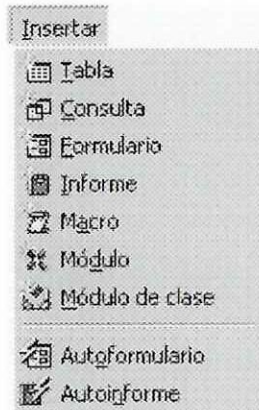 Insertar
Tabla
Consulta
Formulario
Informe
Macro
Módulo
Módulo de clase
Autoformulario
Autoinforme